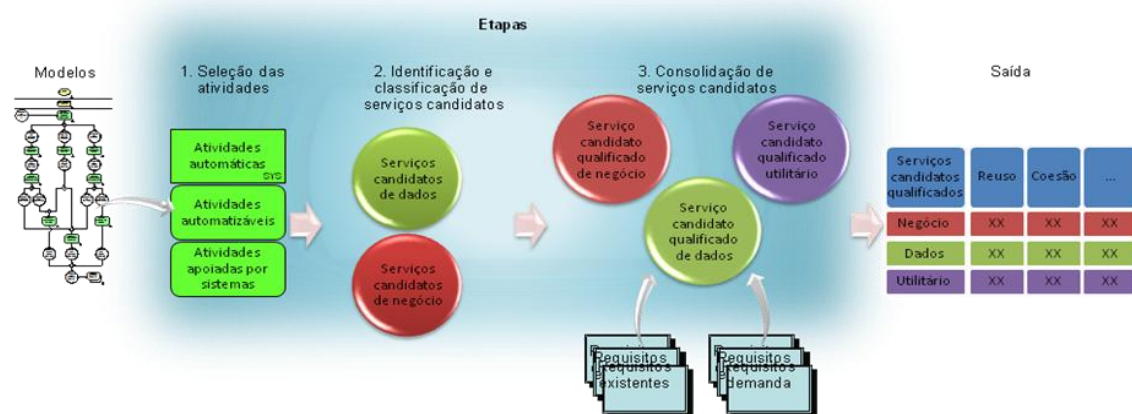 Etapas
Modelos
1. Seleção das
atividades
2. Identificação e
classificação de
serviços candidatos
3. Consolidação de
serviços candidatos
Saída
Atividades
automáticas
SYS
Atividades
automatizáveis
Atividades
apoiadas por
sistemas
Serviços
candidatos
de dados
Serviços
candidatos
de negócio
Serviço
candidato
qualificado
de negócio
Serviço
candidato
qualificado
utilitário
Serviço
candidato
qualificado
de dados
Requisitos
Requisitos
existentes
Requisitos
Requisitos
demanda
Serviços
candidatos
qualificados
Reuso
Coesão
...
Negócio
XX
XX
XX
Dados
XX
XX
XX
Utilitário
XX
XX
XX